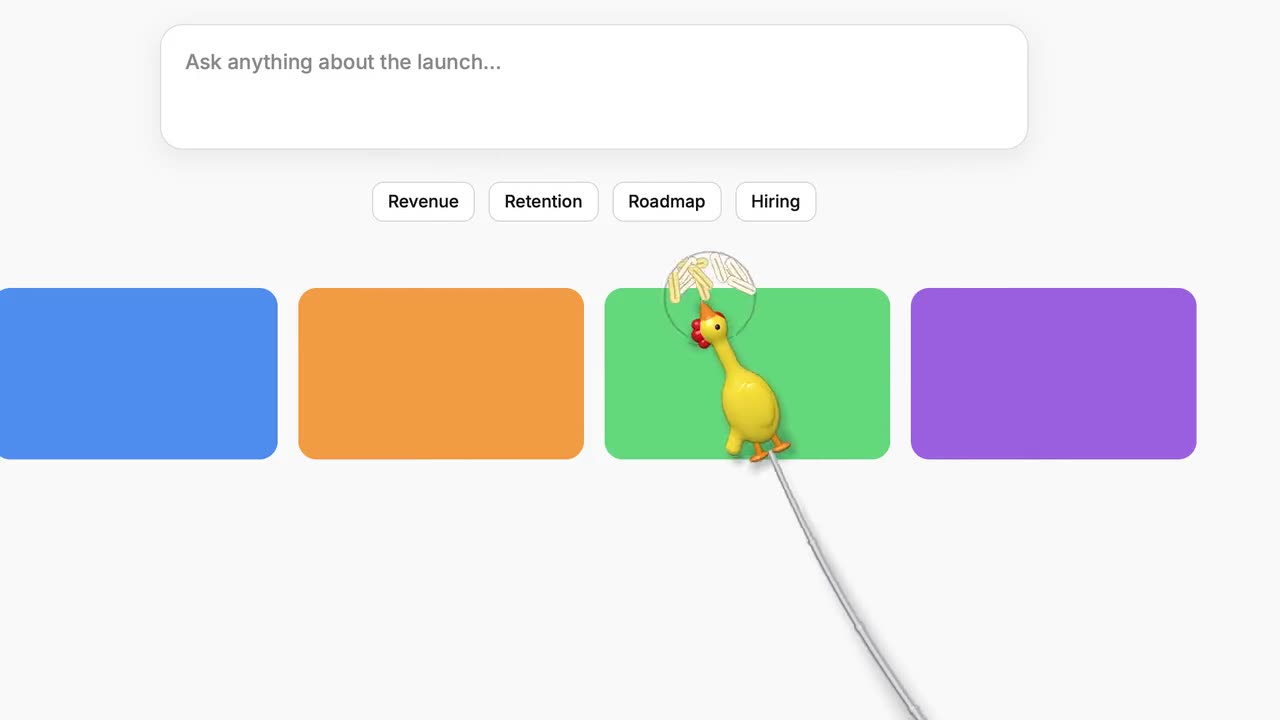 Ask anything about the launch...
Revenue
Retention
Roadmap
Hiring